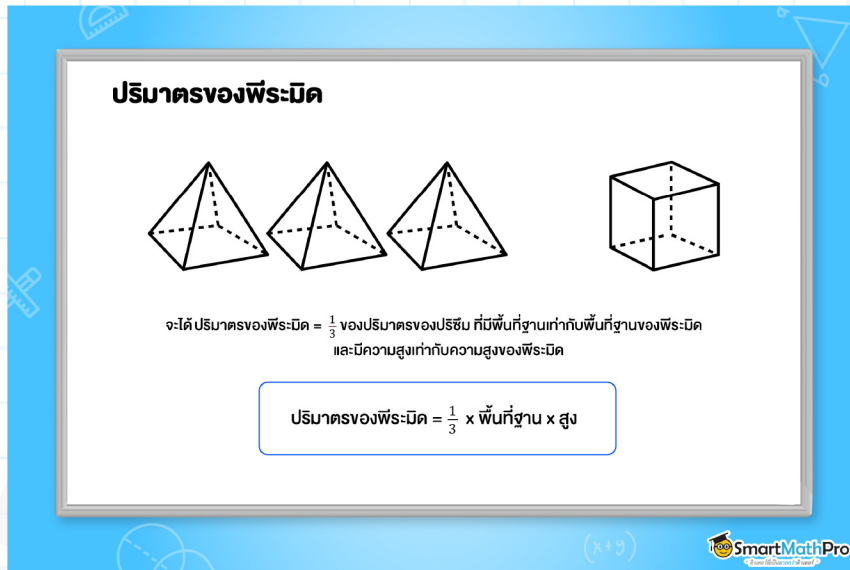 ปริมาตรของพีระมิด
จะได้ ปริมาตรของพีระมิด = 1/3 ของปริมาตรของปริซึม ที่มีพื้นที่ฐานเท่ากับพื้นที่ฐานของพีระมิด
และมีความสูงเท่ากับความสูงของพีระมิด
ปริมาตรของพีระมิด = 1/3 x พื้นที่ฐาน x สูง
(x+y)
SmartMathPro